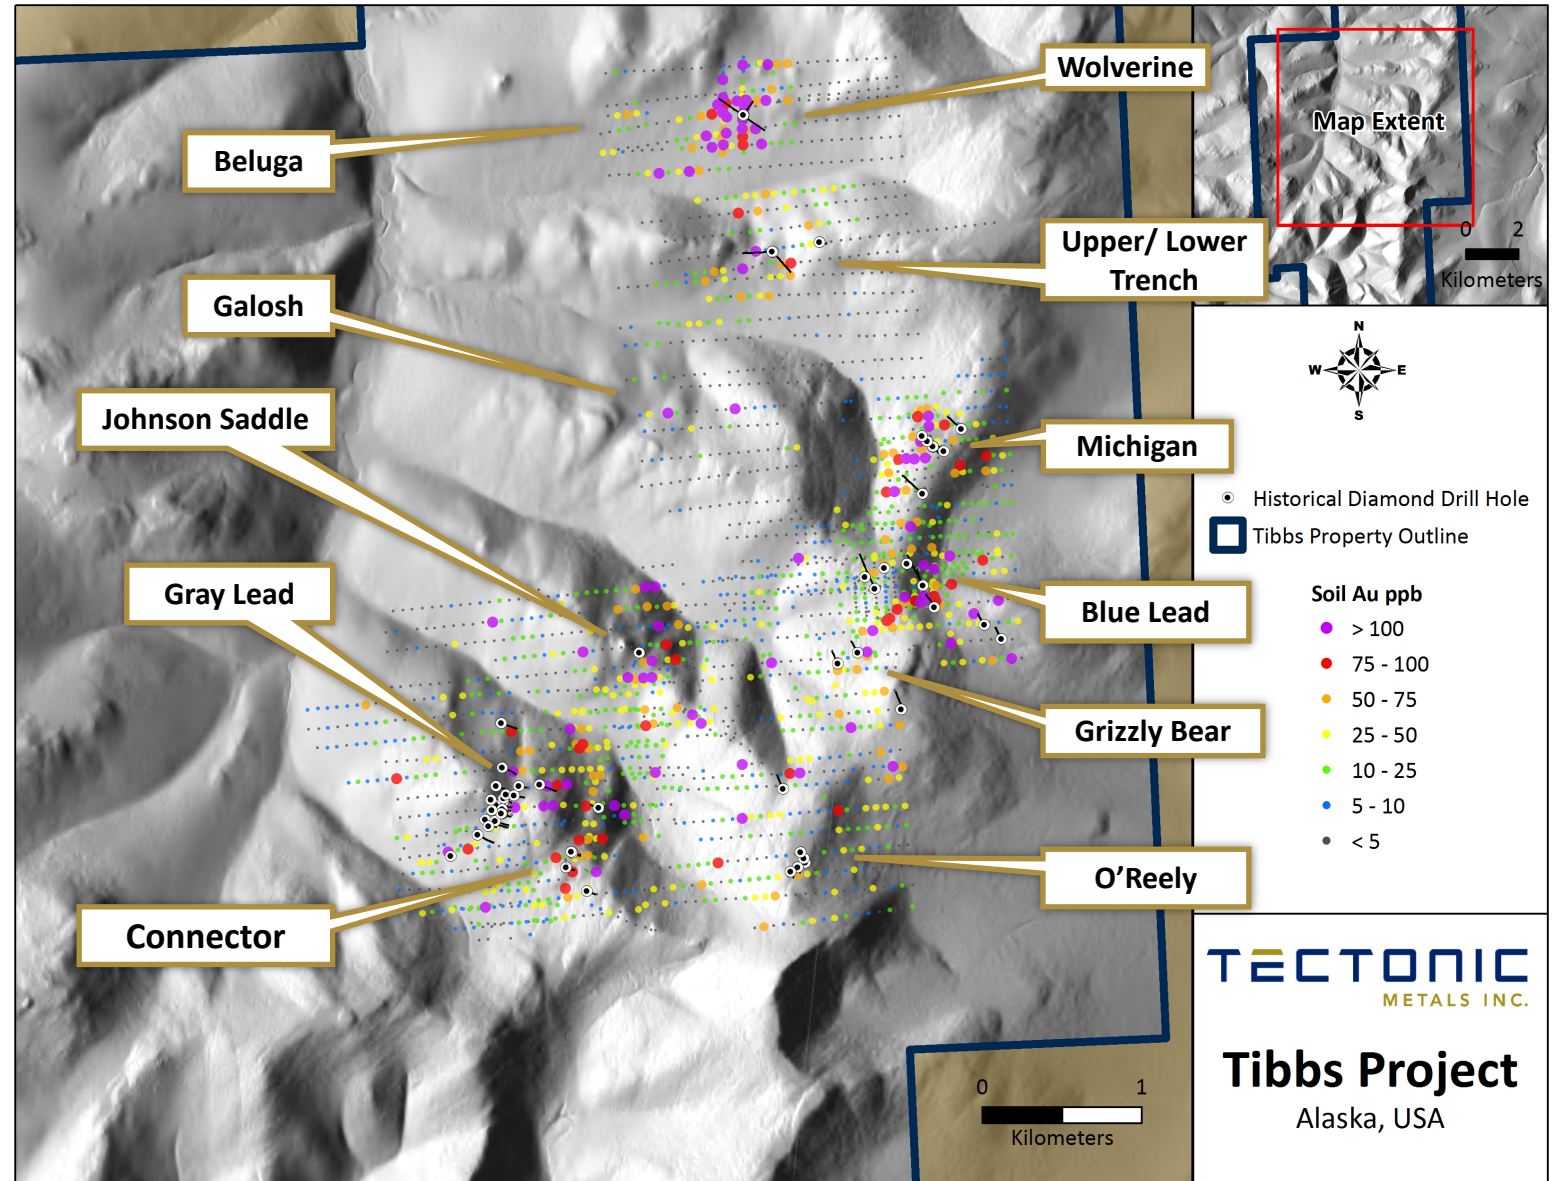 Wolverine
Beluga
Upper/ Lower
Trench
Galosh
Johnson Saddle
Michigan
Gray Lead
Blue Lead
Grizzly Bear
O’Reely
Connector
0 1
Kilometers
Map Extent
0 2
Kilometers
N
W E
S
Historical Diamond Drill Hole
Tibbs Property Outline
Soil Au ppb
> 100
75 - 100
50 - 75
25 - 50
10 - 25
5 - 10
< 5
TECTONIC
METALS INC.
Tibbs Project
Alaska, USA